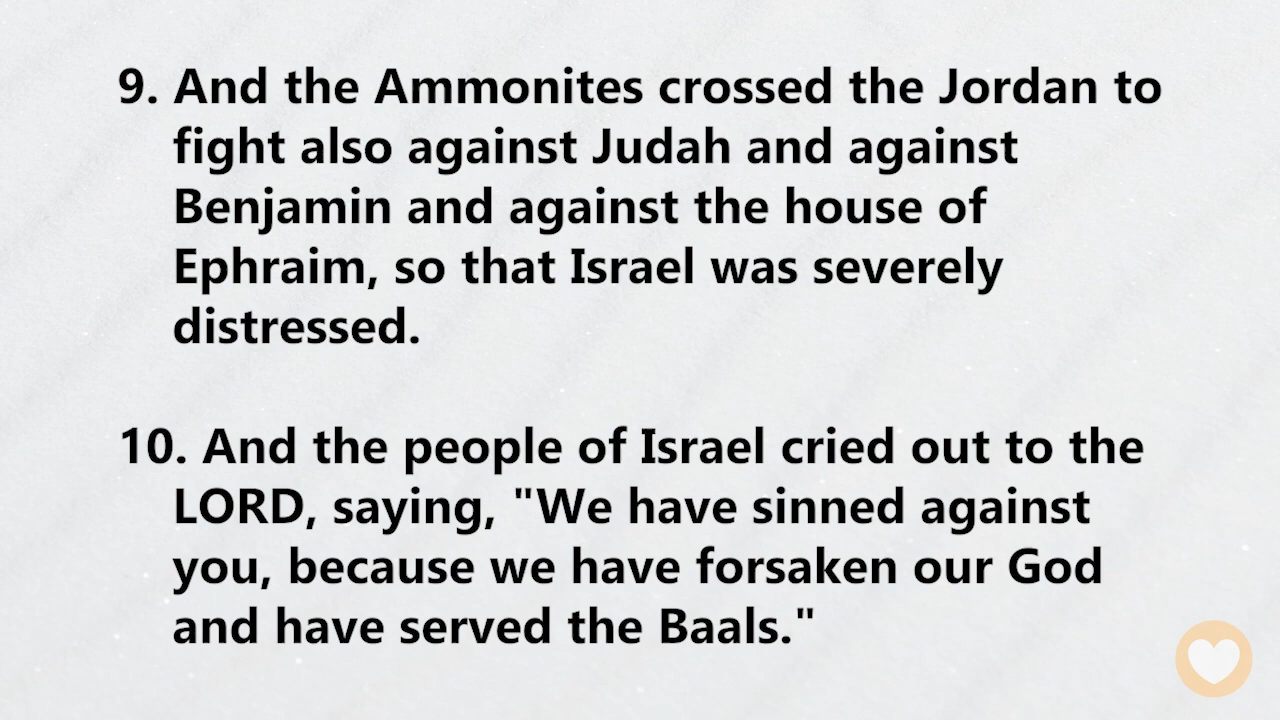 9. And the Ammonites crossed the Jordan to
fight also against Judah and against
Benjamin and against the house of
Ephraim, so that Israel was severely
distressed.
10. And the people of Israel cried out to the
LORD, saying, "We have sinned against
you, because we have forsaken our God
and have served the Baals."